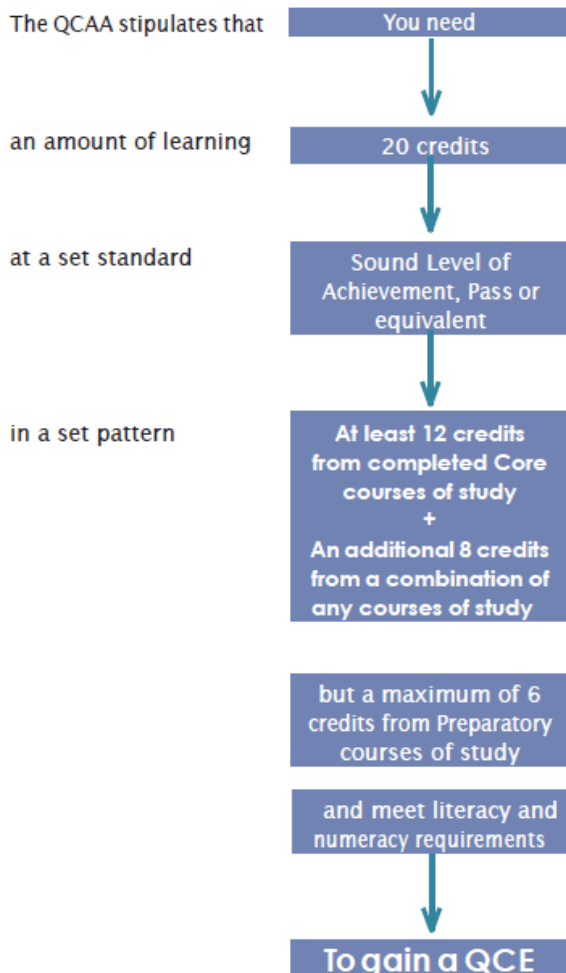 The QCAA stipulates that
You need
an amount of learning
20 credits
at a set standard
Sound Level of
Achievement, Pass or
equivalent
in a set pattern
At least 12 credits
from completed Core
courses of study
+
An additional 8 credits
from a combination of
any courses of study
but a maximum of 6
credits from Preparatory
courses of study
and meet literacy and
numeracy requirements
To gain a QCE